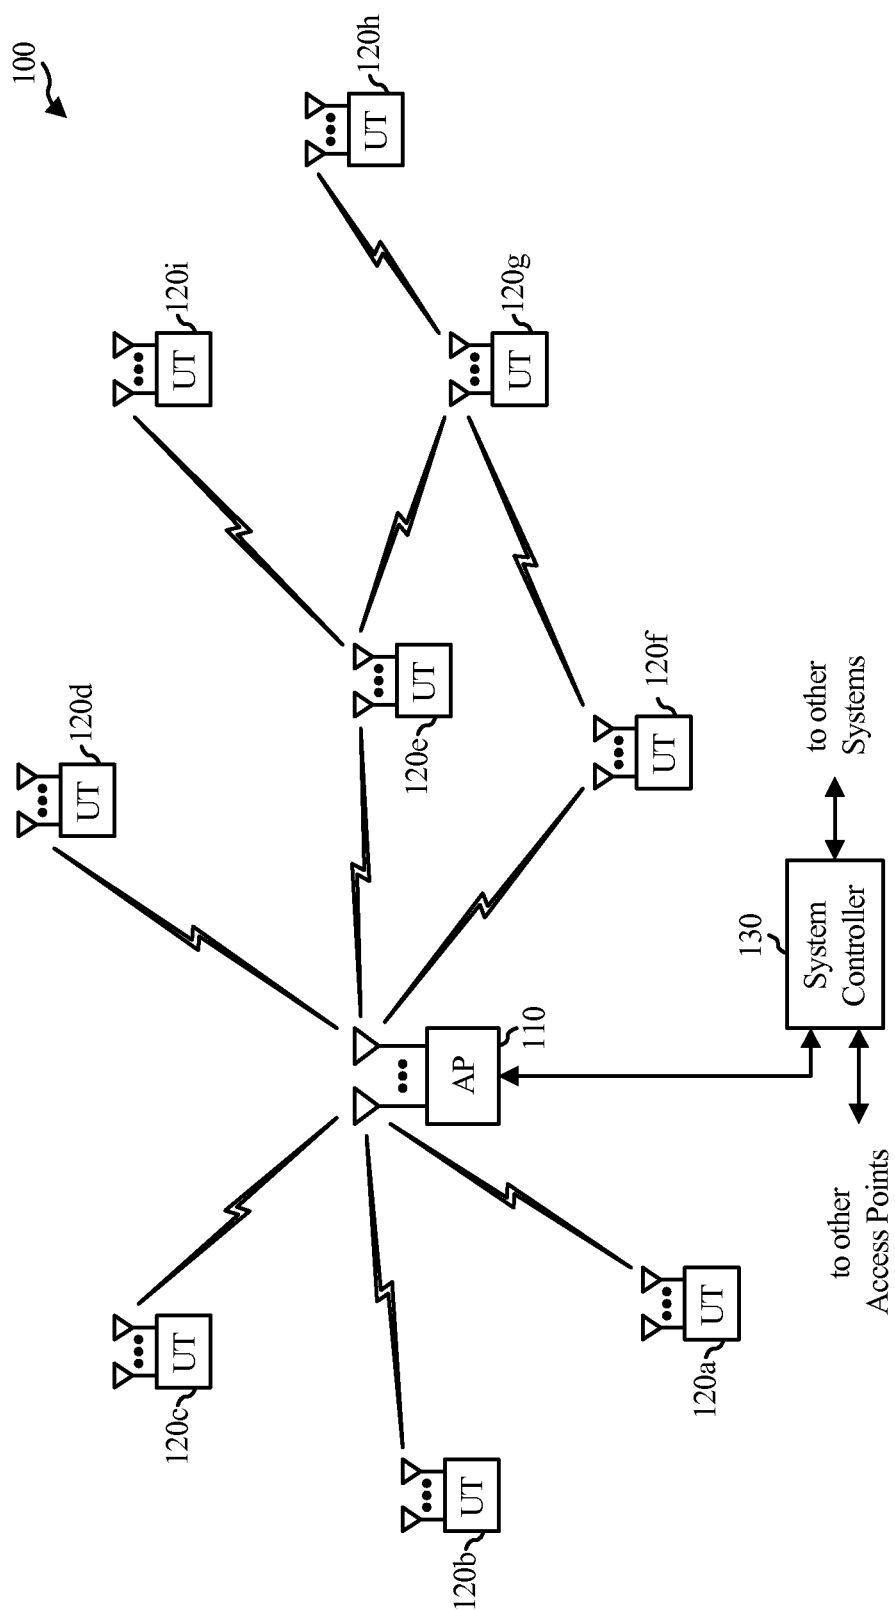 100
UT
120h
UT
120i
UT
120g
UT
120d
UT
120e
UT
120f
AP
110
UT
120c
UT
120b
UT
120a
130
System
Controller
to other
Systems
to other
Access Points